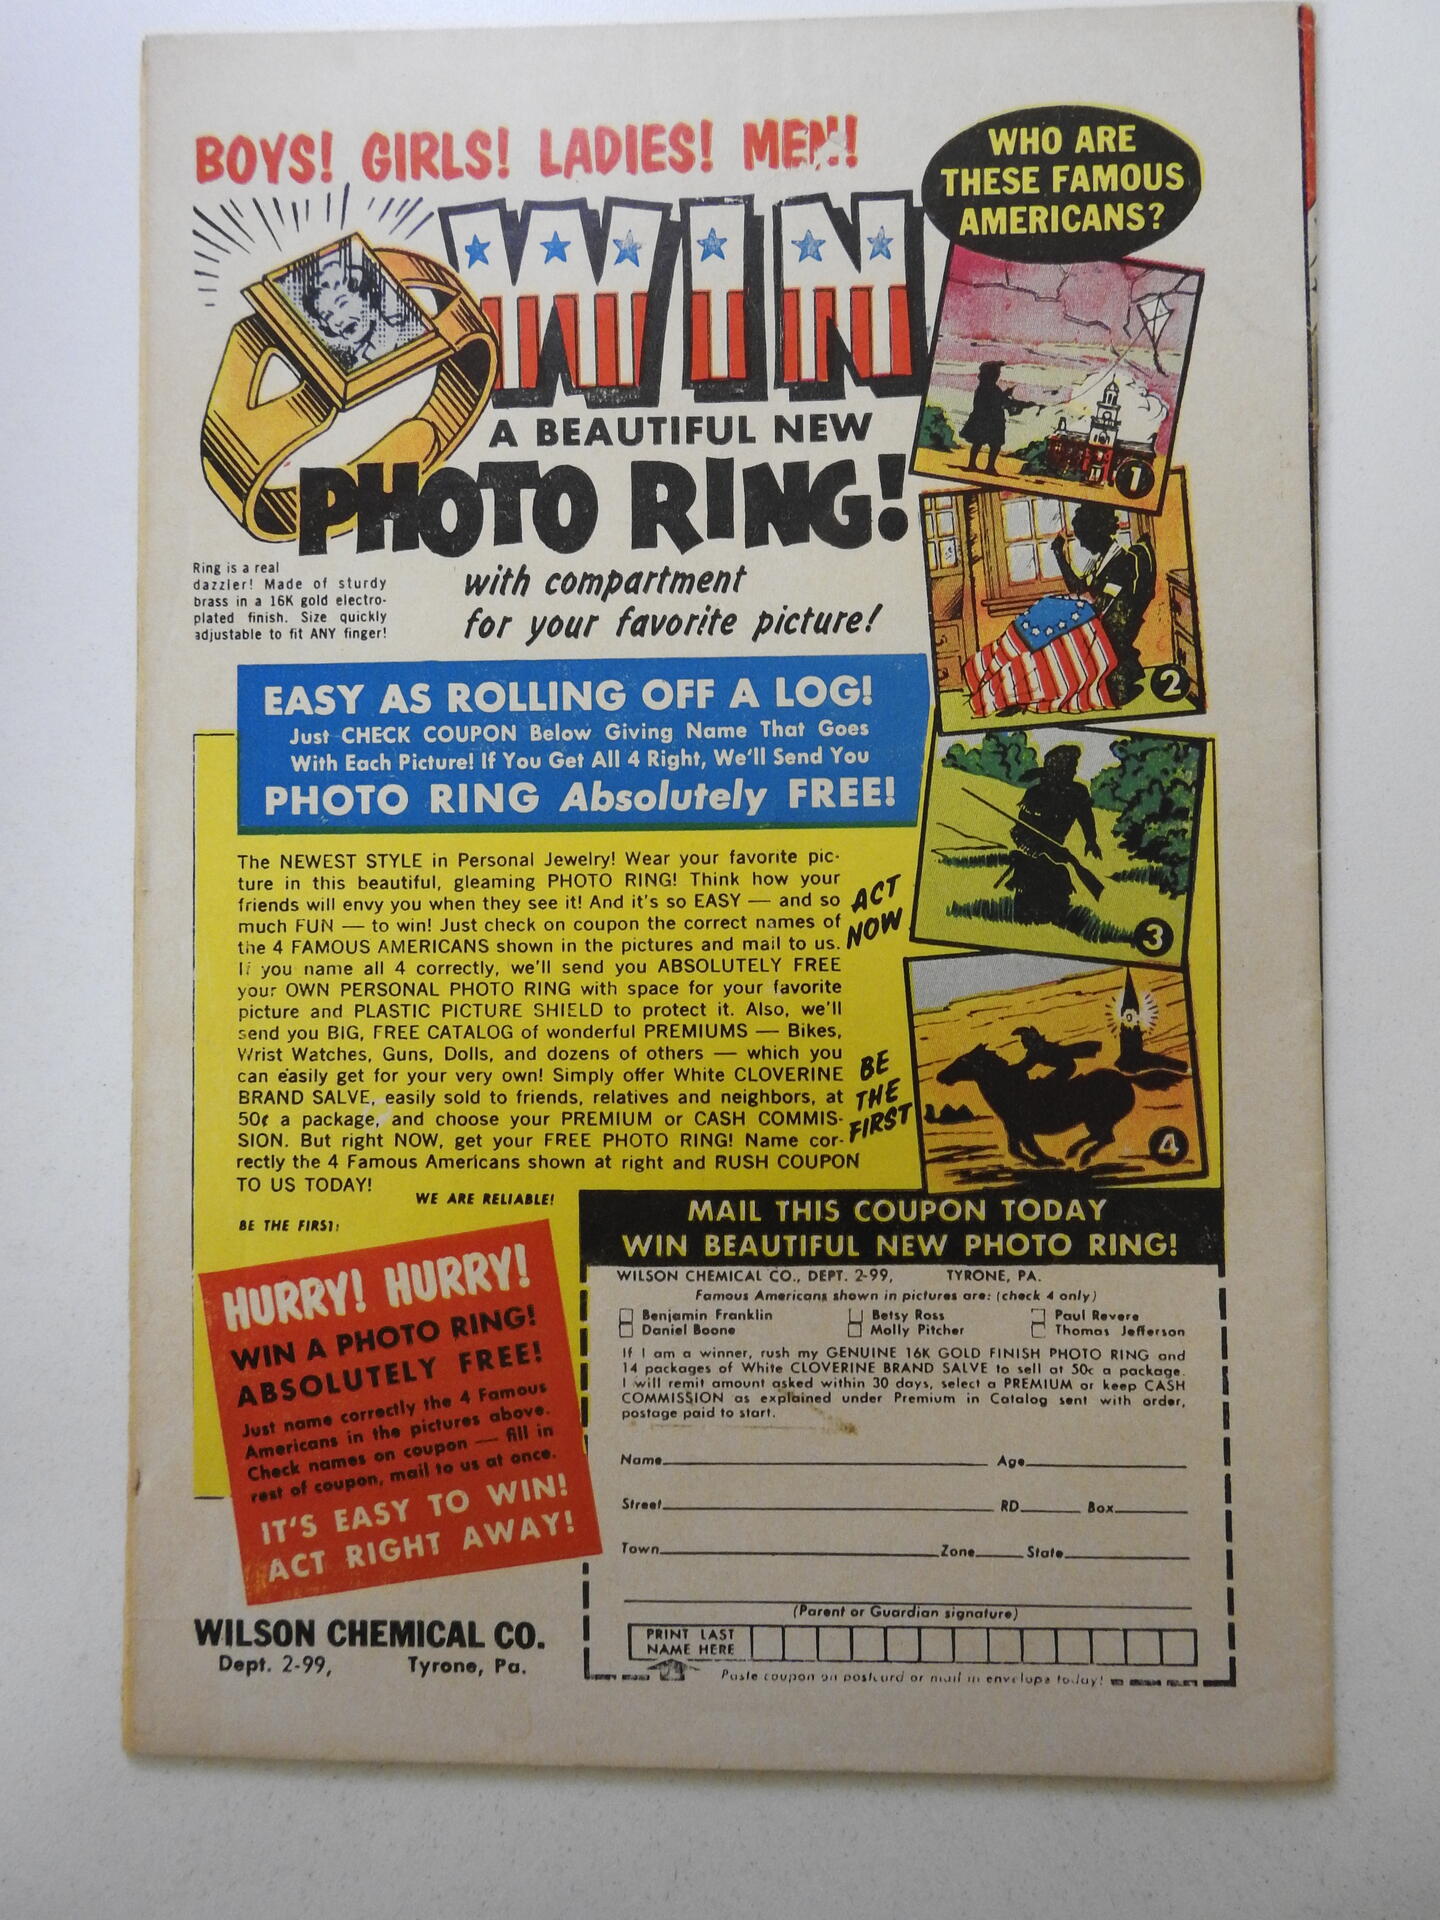 BOYS! GIRLS! LADIES! MEN!
WHO ARE
THESE FAMOUS
AMERICANS?
WIN
A BEAUTIFUL NEW
PHOTO RING!
with compartment
for your favorite picture!
Ring is a real
dazzler! Made of sturdy
brass in a 16K gold electro-
plated finish. Size quickly
adjustable to fit ANY finger!
1
2
3
4
EASY AS ROLLING OFF A LOG!
Just CHECK COUPON Below Giving Name That Goes
With Each Picture! If You Get All 4 Right, We'll Send You
PHOTO RING Absolutely FREE!
The NEWEST STYLE in Personal Jewelry! Wear your favorite pic-
ture in this beautiful, gleaming PHOTO RING! Think how your
friends will envy you when they see it! And it's so EASY — and so
much FUN — to win! Just check on coupon the correct names of
the 4 FAMOUS AMERICANS shown in the pictures and mail to us.
If you name all 4 correctly, we'll send you ABSOLUTELY FREE
your OWN PERSONAL PHOTO RING with space for your favorite
picture and PLASTIC PICTURE SHIELD to protect it. Also, we'll
send you BIG, FREE CATALOG of wonderful PREMIUMS — Bikes,
Wrist Watches, Guns, Dolls, and dozens of others — which you
can easily get for your very own! Simply offer White CLOVERINE
BRAND SALVE, easily sold to friends, relatives and neighbors, at
50¢ a package, and choose your PREMIUM or CASH COMMIS-
SION. But right NOW, get your FREE PHOTO RING! Name cor-
rectly the 4 Famous Americans shown at right and RUSH COUPON
TO US TODAY!
ACT
NOW
BE
THE
FIRST
WE ARE RELIABLE!
BE THE FIRST!
HURRY! HURRY!
WIN A PHOTO RING!
ABSOLUTELY FREE!
Just name correctly the 4 Famous
Americans in the pictures above.
Check names on coupon — fill in
rest of coupon, mail to us at once.
IT'S EASY TO WIN!
ACT RIGHT AWAY!
WILSON CHEMICAL CO.
Dept. 2-99, Tyrone, Pa.
MAIL THIS COUPON TODAY
WIN BEAUTIFUL NEW PHOTO RING!
WILSON CHEMICAL CO., DEPT. 2-99, TYRONE, PA.
Famous Americans shown in pictures are: (check 4 only)
Benjamin Franklin Betsy Ross Paul Revere
Daniel Boone Molly Pitcher Thomas Jefferson
If I am a winner, rush my GENUINE 16K GOLD FINISH PHOTO RING and
14 packages of White CLOVERINE BRAND SALVE to sell at 50c a package.
I will remit amount asked within 30 days, select a PREMIUM or keep CASH
COMMISSION as explained under Premium in Catalog sent with order,
postage paid to start.
Name Age
Street RD Box
Town Zone State
(Parent or Guardian signature)
PRINT LAST
NAME HERE
Paste coupon on postcard or mail in envelope today!